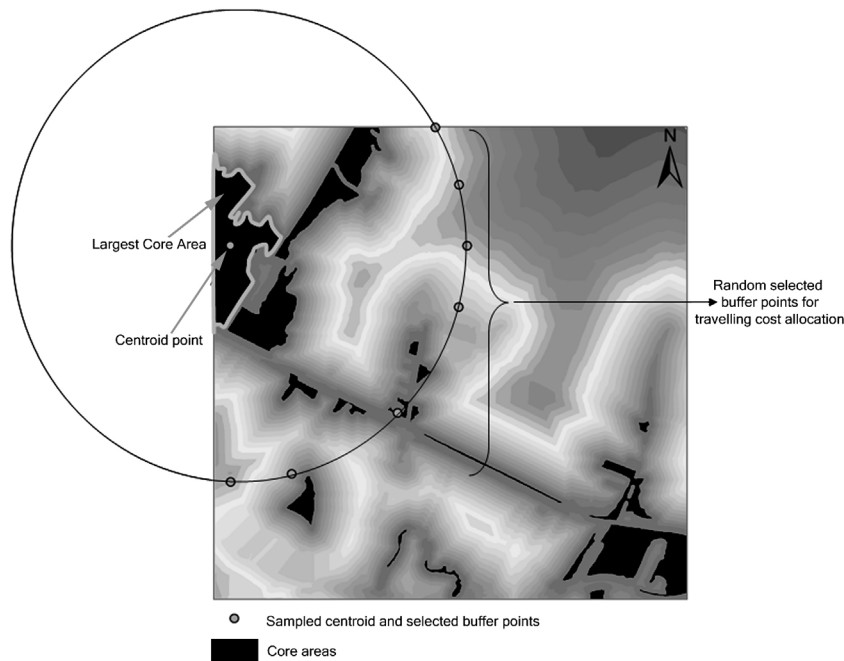 N
Largest Core Area
Centroid point
Random selected
buffer points for
travelling cost allocation
Sampled centroid and selected buffer points
Core areas